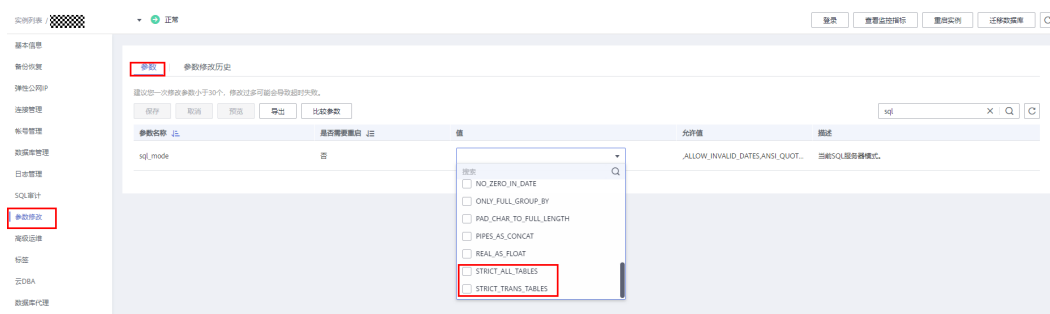 实例列表 /
正常
登录 查看监控指标 重启实例 迁移数据库
基本信息
备份恢复
弹性公网IP
连接管理
帐号管理
数据库管理
日志管理
SQL审计
参数修改
高级运维
标签
云DBA
数据库代理
参数 参数修改历史
建议您一次修改参数小于30个，修改过多可能会导致超时失败。
保存 取消 预览 导出 比较参数 sql
参数名称 是否需要重启 值 允许值 描述
sql_mode 否 ,ALLOW_INVALID_DATES,ANSI_QUOT... 当前SQL服务器模式。
搜索
NO_ZERO_IN_DATE
ONLY_FULL_GROUP_BY
PAD_CHAR_TO_FULL_LENGTH
PIPES_AS_CONCAT
REAL_AS_FLOAT
STRICT_ALL_TABLES
STRICT_TRANS_TABLES